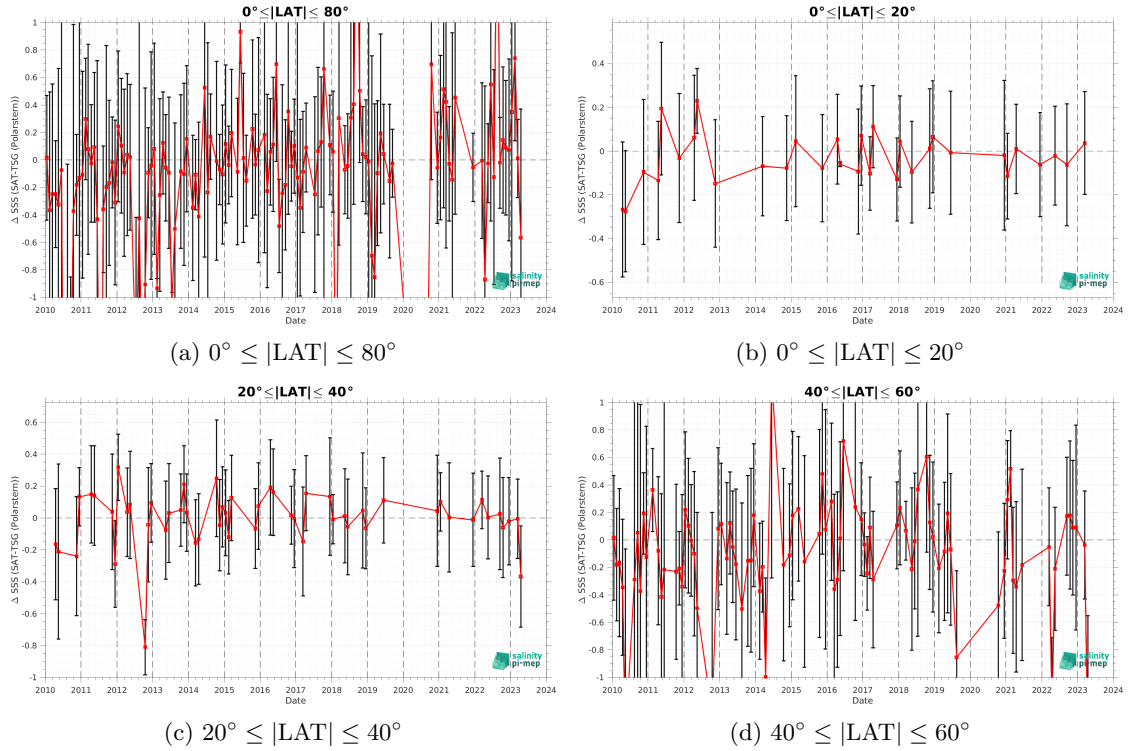 0°≤|LAT|≤ 80°
1
0.8
0.6
0.4
0.2
0
-0.2
-0.4
-0.6
-0.8
-1
Δ SSS (SAT-TSG (Polarstern))
2010 2011 2012 2013 2014 2015 2016 2017 2018 2019 2020 2021 2022 2023 2024
Date
salinity
pi-mep
(a) 0° ≤ |LAT| ≤ 80°
0°≤|LAT|≤ 20°
0.4
0.2
0
-0.2
-0.4
-0.6
Δ SSS (SAT-TSG (Polarstern))
2010 2011 2012 2013 2014 2015 2016 2017 2018 2019 2020 2021 2022 2023 2024
Date
salinity
pi-mep
(b) 0° ≤ |LAT| ≤ 20°
20°≤|LAT|≤ 40°
0.6
0.4
0.2
0
-0.2
-0.4
-0.6
-0.8
-1
Δ SSS (SAT-TSG (Polarstern))
2010 2011 2012 2013 2014 2015 2016 2017 2018 2019 2020 2021 2022 2023 2024
Date
salinity
pi-mep
(c) 20° ≤ |LAT| ≤ 40°
40°≤|LAT|≤ 60°
1
0.8
0.6
0.4
0.2
0
-0.2
-0.4
-0.6
-0.8
-1
Δ SSS (SAT-TSG (Polarstern))
2010 2011 2012 2013 2014 2015 2016 2017 2018 2019 2020 2021 2022 2023 2024
Date
salinity
pi-mep
(d) 40° ≤ |LAT| ≤ 60°